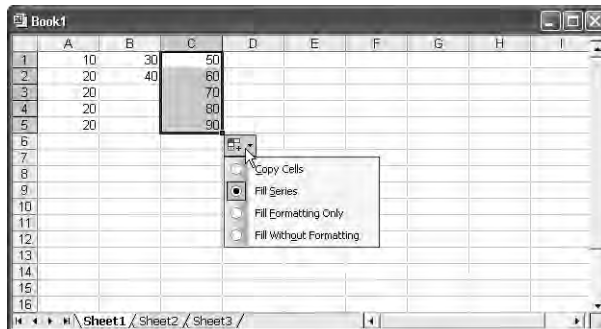 Book1
A B C D E F G H I
1 10 30 50
2 20 40 60
3 20 70
4 20 80
5 20 90
6
7
8 Copy Cells
9 Fill Series
10 Fill Formatting Only
11
12 Fill Without Formatting
13
14
15
16
Sheet1 / Sheet2 / Sheet3 /